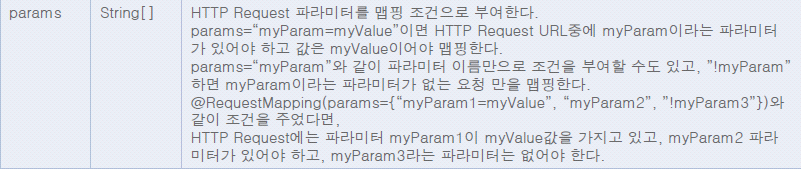 params String[] HTTP Request 파라미터를 맵핑 조건으로 부여한다.
params=“myParam=myValue”이면 HTTP Request URL중에 myParam이라는 파라미터
가 있어야 하고 값은 myValue이어야 맵핑한다.
params=“myParam”와 같이 파라미터 이름만으로 조건을 부여할 수도 있고, ”!myParam”
하면 myParam이라는 파라미터가 없는 요청 만을 맵핑한다.
@RequestMapping(params={“myParam1=myValue”, “myParam2”, ”!myParam3”})와
같이 조건을 주었다면,
HTTP Request에는 파라미터 myParam1이 myValue값을 가지고 있고, myParam2 파라
미터가 있어야 하고, myParam3라는 파라미터는 없어야 한다.